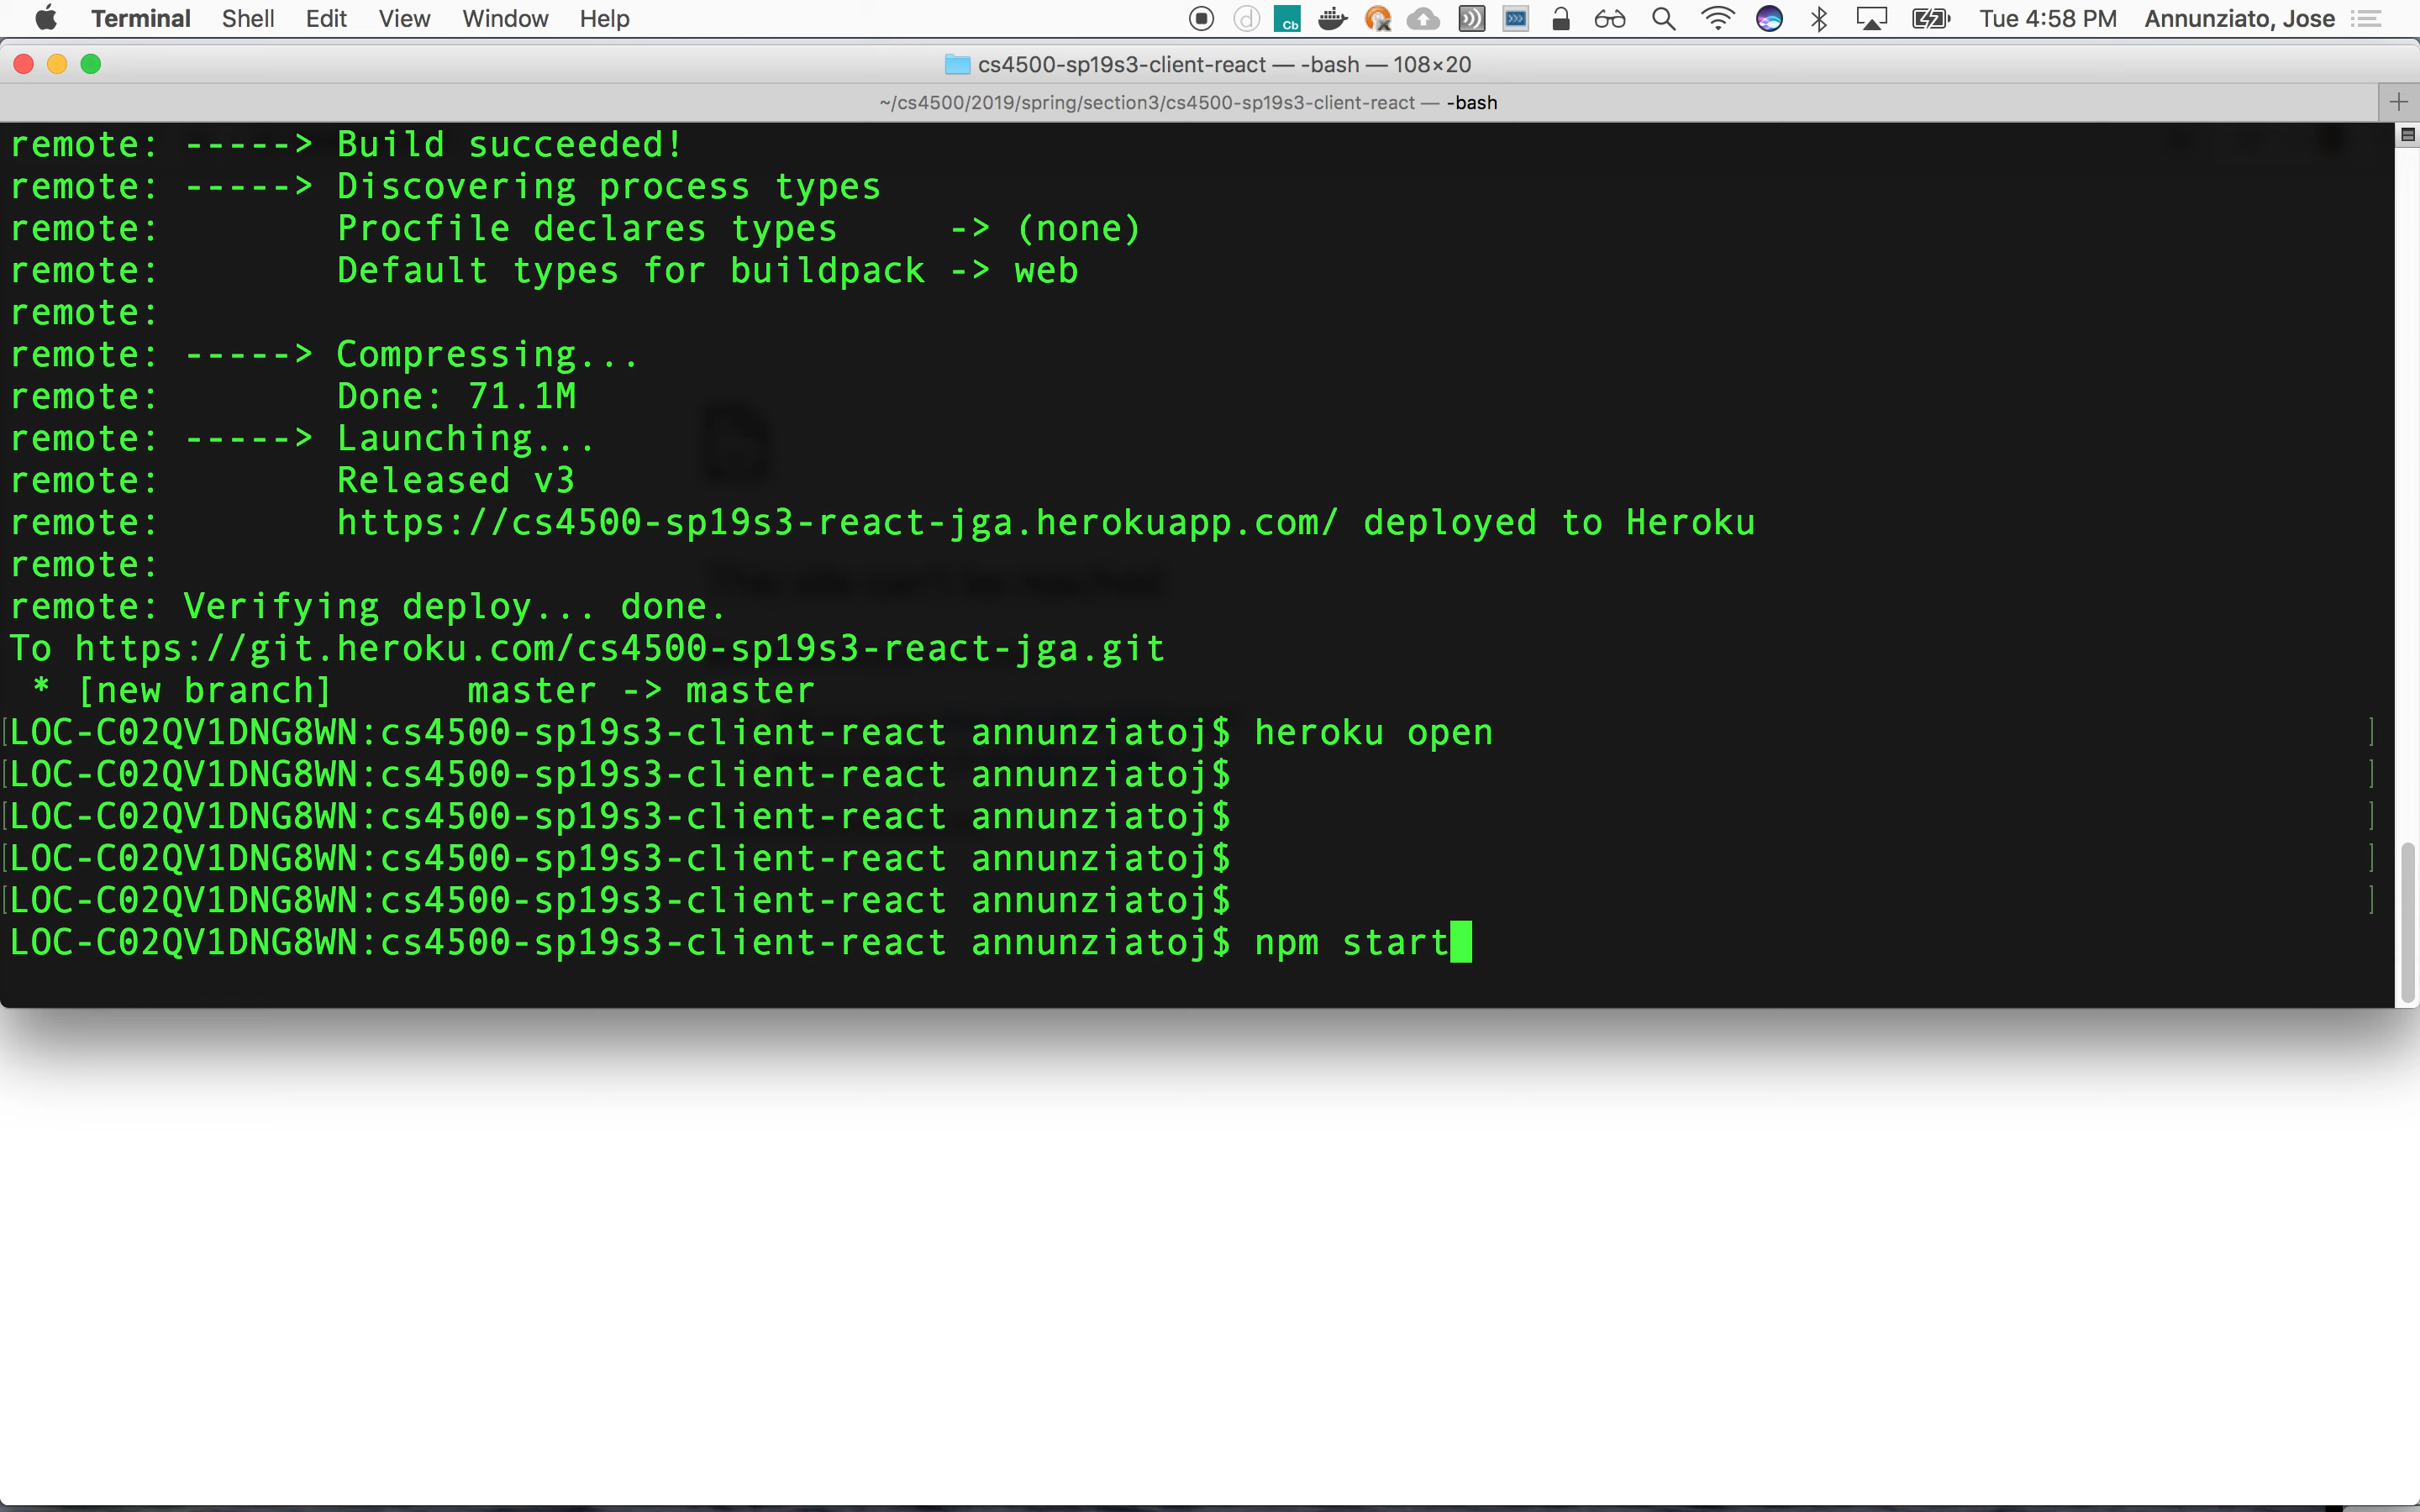 Terminal Shell Edit View Window Help Cb Tue 4:58 PM Annunziato, Jose
cs4500-sp19s3-client-react — -bash — 108×20
~/cs4500/2019/spring/section3/cs4500-sp19s3-client-react — -bash
remote: -----> Build succeeded!
remote: -----> Discovering process types
remote:        Procfile declares types     -> (none)
remote:        Default types for buildpack -> web
remote:
remote: -----> Compressing...
remote:        Done: 71.1M
remote: -----> Launching...
remote:        Released v3
remote:        https://cs4500-sp19s3-react-jga.herokuapp.com/ deployed to Heroku
remote:
remote: Verifying deploy... done.
To https://git.heroku.com/cs4500-sp19s3-react-jga.git
 * [new branch]      master -> master
[LOC-C02QV1DNG8WN:cs4500-sp19s3-client-react annunziatoj$ heroku open ]
[LOC-C02QV1DNG8WN:cs4500-sp19s3-client-react annunziatoj$ ]
[LOC-C02QV1DNG8WN:cs4500-sp19s3-client-react annunziatoj$ ]
[LOC-C02QV1DNG8WN:cs4500-sp19s3-client-react annunziatoj$ ]
[LOC-C02QV1DNG8WN:cs4500-sp19s3-client-react annunziatoj$ ]
LOC-C02QV1DNG8WN:cs4500-sp19s3-client-react annunziatoj$ npm start